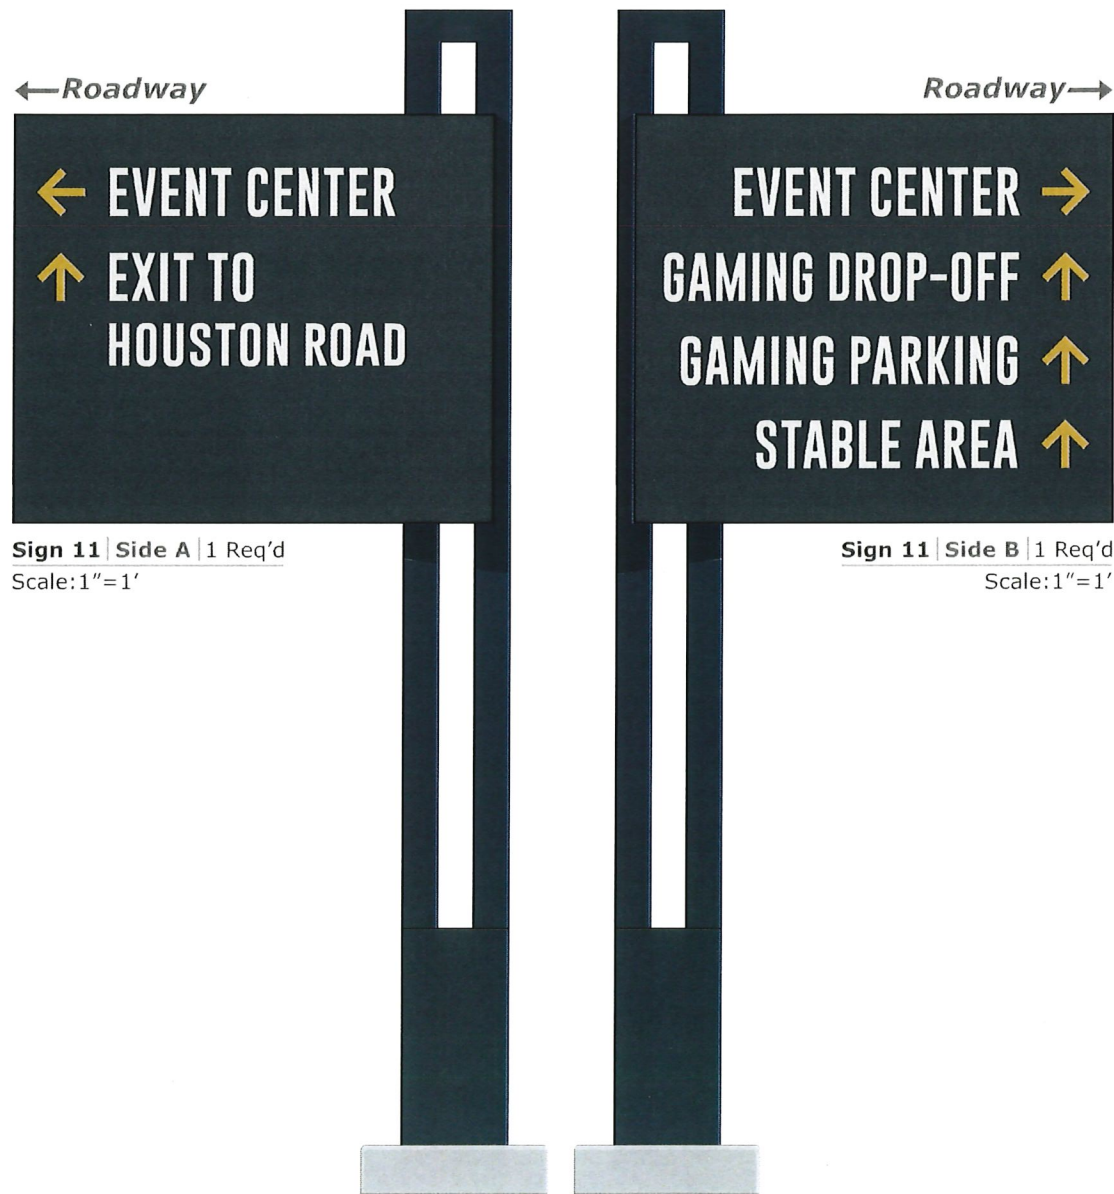 ←Roadway
← EVENT CENTER
↑ EXIT TO
HOUSTON ROAD
Sign 11 | Side A | 1 Req'd
Scale:1"=1'
Roadway→
EVENT CENTER →
GAMING DROP-OFF ↑
GAMING PARKING ↑
STABLE AREA ↑
Sign 11 | Side B | 1 Req'd
Scale:1"=1'